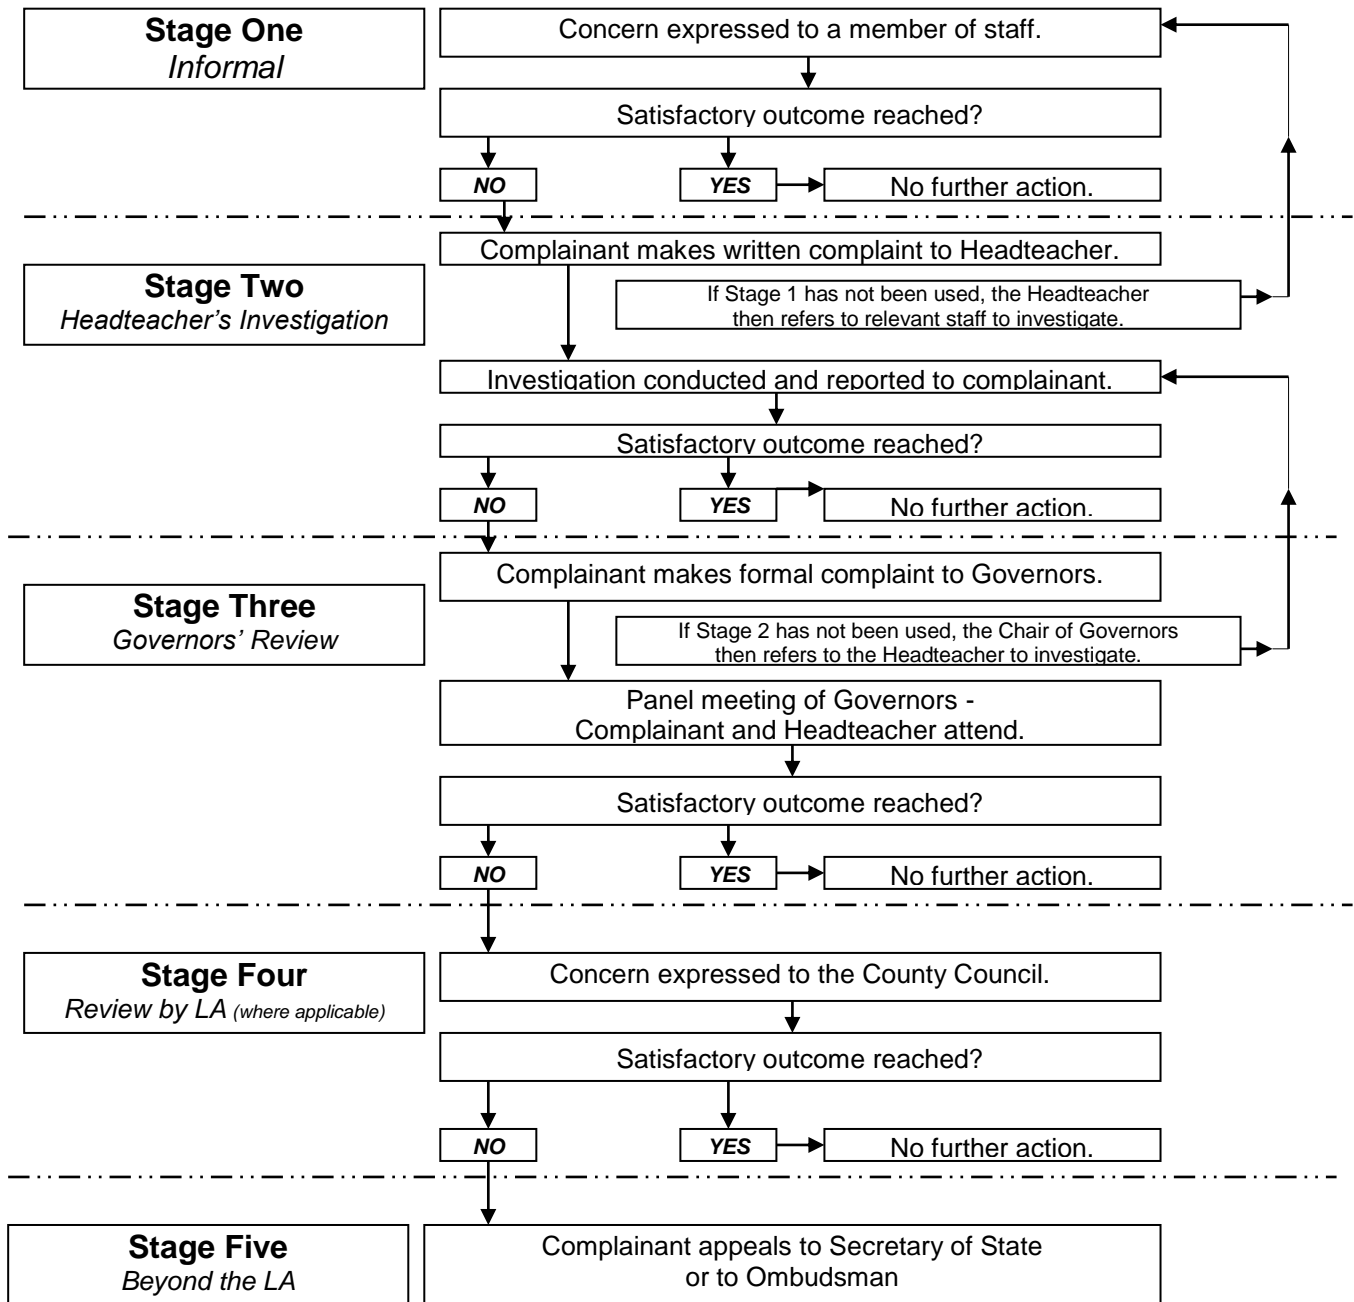 Stage One
Informal
Concern expressed to a member of staff.
Satisfactory outcome reached?
NO
YES
No further action.
Complainant makes written complaint to Headteacher.
Stage Two
Headteacher’s Investigation
If Stage 1 has not been used, the Headteacher
then refers to relevant staff to investigate.
Investigation conducted and reported to complainant.
Satisfactory outcome reached?
NO
YES
No further action.
Complainant makes formal complaint to Governors.
Stage Three
Governors’ Review
If Stage 2 has not been used, the Chair of Governors
then refers to the Headteacher to investigate.
Panel meeting of Governors -
Complainant and Headteacher attend.
Satisfactory outcome reached?
NO
YES
No further action.
Stage Four
Review by LA (where applicable)
Concern expressed to the County Council.
Satisfactory outcome reached?
NO
YES
No further action.
Stage Five
Beyond the LA
Complainant appeals to Secretary of State
or to Ombudsman